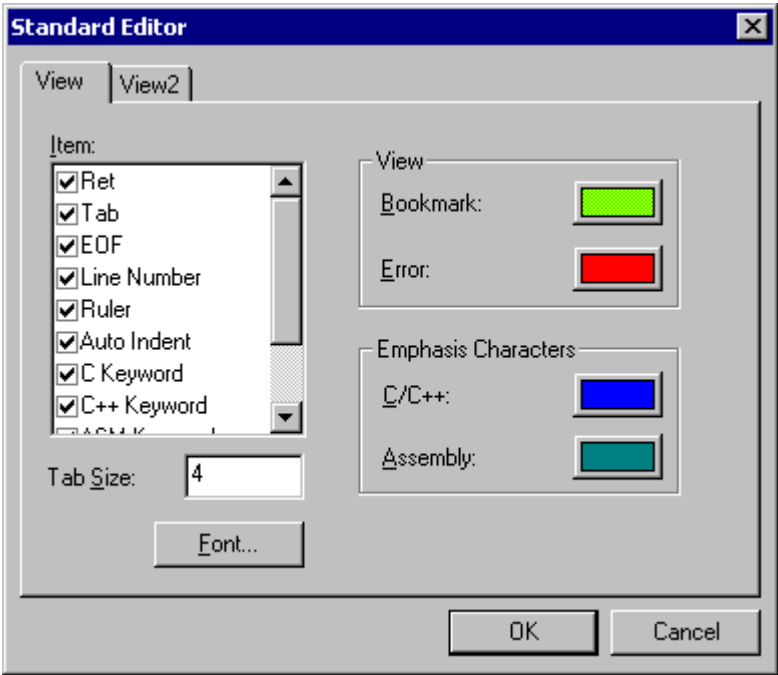 Standard Editor
View View2
Item:
Ret
Tab
EOF
Line Number
Ruler
Auto Indent
C Keyword
C++ Keyword
Tab Size: 4
Font...
View
Bookmark:
Error:
Emphasis Characters
C/C++:
Assembly:
OK Cancel